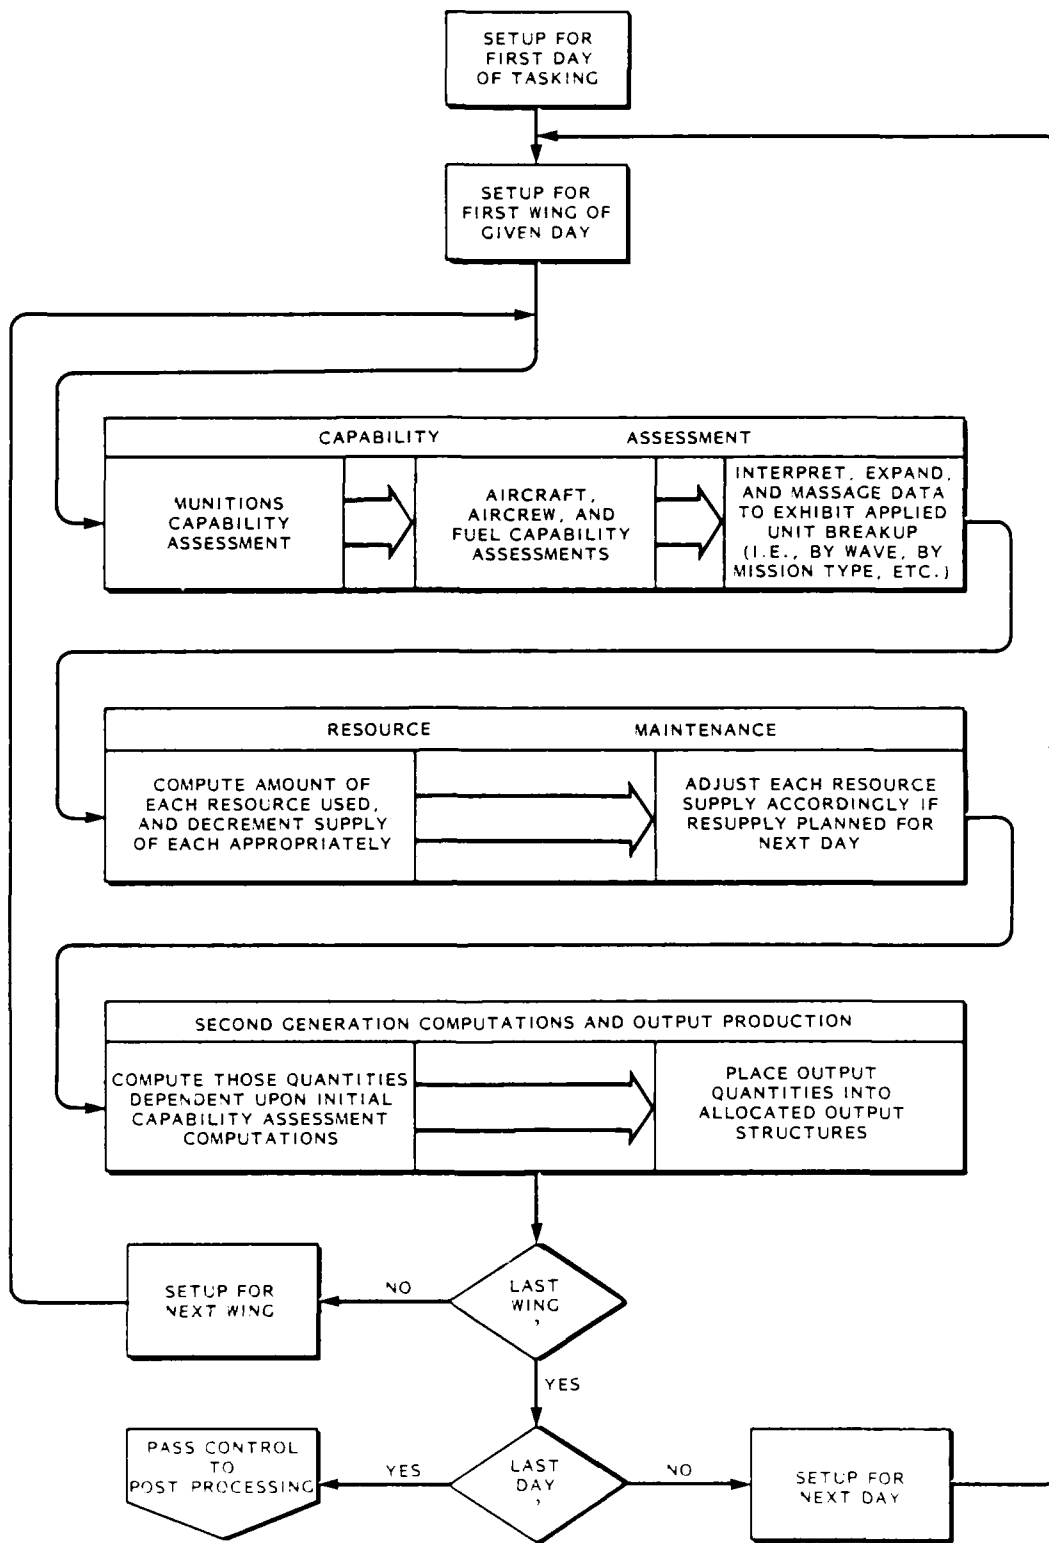 SETUP FOR
FIRST DAY
OF TASKING
SETUP FOR
FIRST WING OF
GIVEN DAY
CAPABILITY ASSESSMENT
MUNITIONS
CAPABILITY
ASSESSMENT
AIRCRAFT,
AIRCREW, AND
FUEL CAPABILITY
ASSESSMENTS
INTERPRET, EXPAND,
AND MASSAGE DATA
TO EXHIBIT APPLIED
UNIT BREAKUP
(I.E., BY WAVE, BY
MISSION TYPE, ETC.)
RESOURCE MAINTENANCE
COMPUTE AMOUNT OF
EACH RESOURCE USED,
AND DECREMENT SUPPLY
OF EACH APPROPRIATELY
ADJUST EACH RESOURCE
SUPPLY ACCORDINGLY IF
RESUPPLY PLANNED FOR
NEXT DAY
SECOND GENERATION COMPUTATIONS AND OUTPUT PRODUCTION
COMPUTE THOSE QUANTITIES
DEPENDENT UPON INITIAL
CAPABILITY ASSESSMENT
COMPUTATIONS
PLACE OUTPUT
QUANTITIES INTO
ALLOCATED OUTPUT
STRUCTURES
SETUP FOR
NEXT WING
NO
LAST
WING
?
YES
PASS CONTROL
TO
POST PROCESSING
YES
LAST
DAY
?
NO
SETUP FOR
NEXT DAY